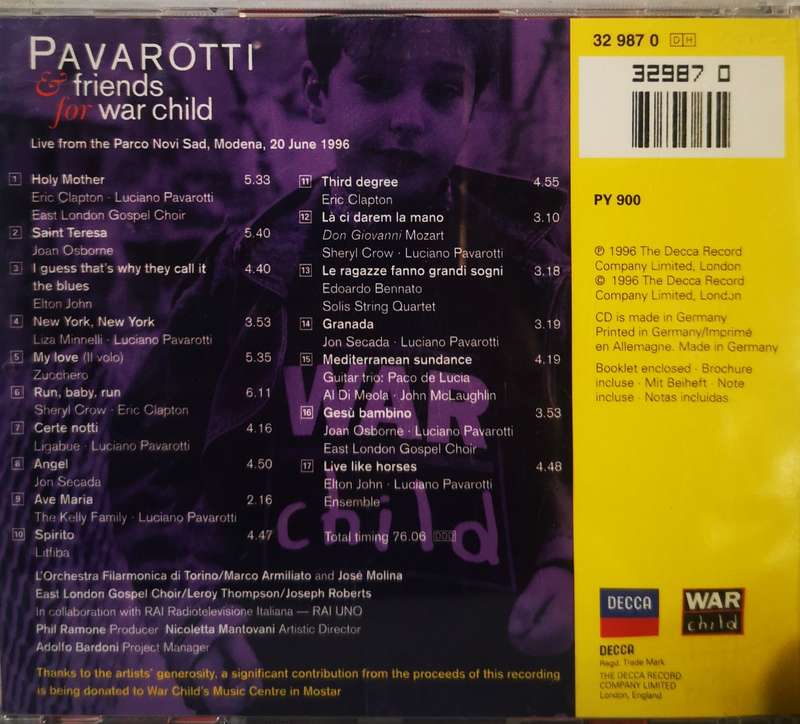 PAVAROTTI
& friends
for war child
Live from the Parco Novi Sad, Modena, 20 June 1996
1 Holy Mother 5.33
Eric Clapton · Luciano Pavarotti
East London Gospel Choir
2 Saint Teresa 5.40
Joan Osborne
3 I guess that's why they call it 4.40
the blues
Elton John
4 New York, New York 3.53
Liza Minnelli · Luciano Pavarotti
5 My love (Il volo) 5.35
Zucchero
6 Run, baby, run 6.11
Sheryl Crow · Eric Clapton
7 Certe notti 4.16
Ligabue · Luciano Pavarotti
8 Angel 4.50
Jon Secada
9 Ave Maria 2.16
The Kelly Family · Luciano Pavarotti
10 Spirito 4.47
Litfiba
11 Third degree 4.55
Eric Clapton
12 Là ci darem la mano 3.10
Don Giovanni Mozart
Sheryl Crow · Luciano Pavarotti
13 Le ragazze fanno grandi sogni 3.18
Edoardo Bennato
Solis String Quartet
14 Granada 3.19
Jon Secada · Luciano Pavarotti
15 Mediterranean sundance 4.19
Guitar trio: Paco de Lucia
Al Di Meola · John McLaughlin
16 Gesù bambino 3.53
Joan Osborne · Luciano Pavarotti
East London Gospel Choir
17 Live like horses 4.48
Elton John · Luciano Pavarotti
Ensemble
Total timing 76.06 DDD
WAR
child
L'Orchestra Filarmonica di Torino/Marco Armiliato and José Molina
East London Gospel Choir/Leroy Thompson/Joseph Roberts
In collaboration with RAI Radiotelevisione Italiana — RAI UNO
Phil Ramone Producer Nicoletta Mantovani Artistic Director
Adolfo Bardoni Project Manager
Thanks to the artists' generosity, a significant contribution from the proceeds of this recording
is being donated to War Child's Music Centre in Mostar
32 987 0 DH
32987 0
PY 900
℗ 1996 The Decca Record
Company Limited, London
© 1996 The Decca Record
Company Limited, London
CD is made in Germany
Printed in Germany/Imprimé
en Allemagne. Made in Germany
Booklet enclosed · Brochure
incluse · Mit Beiheft · Note
incluse · Notas incluidas
DECCA
WAR
child
DECCA
Regd. Trade Mark
THE DECCA RECORD
COMPANY LIMITED
London, England